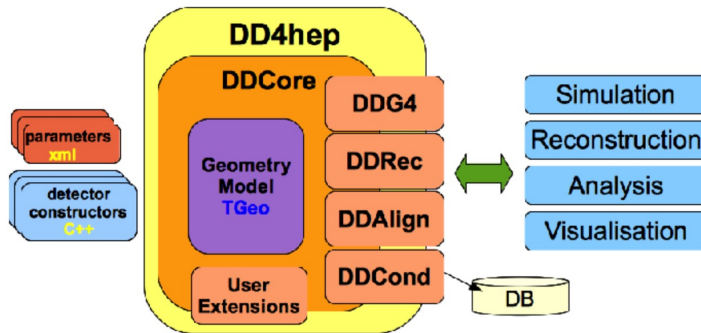 DD4hep
DDCore
parameters
xml
detector
constructors
C++
Geometry
Model
TGeo
User
Extensions
DDG4
DDRec
DDAlign
DDCond
Simulation
Reconstruction
Analysis
Visualisation
DB